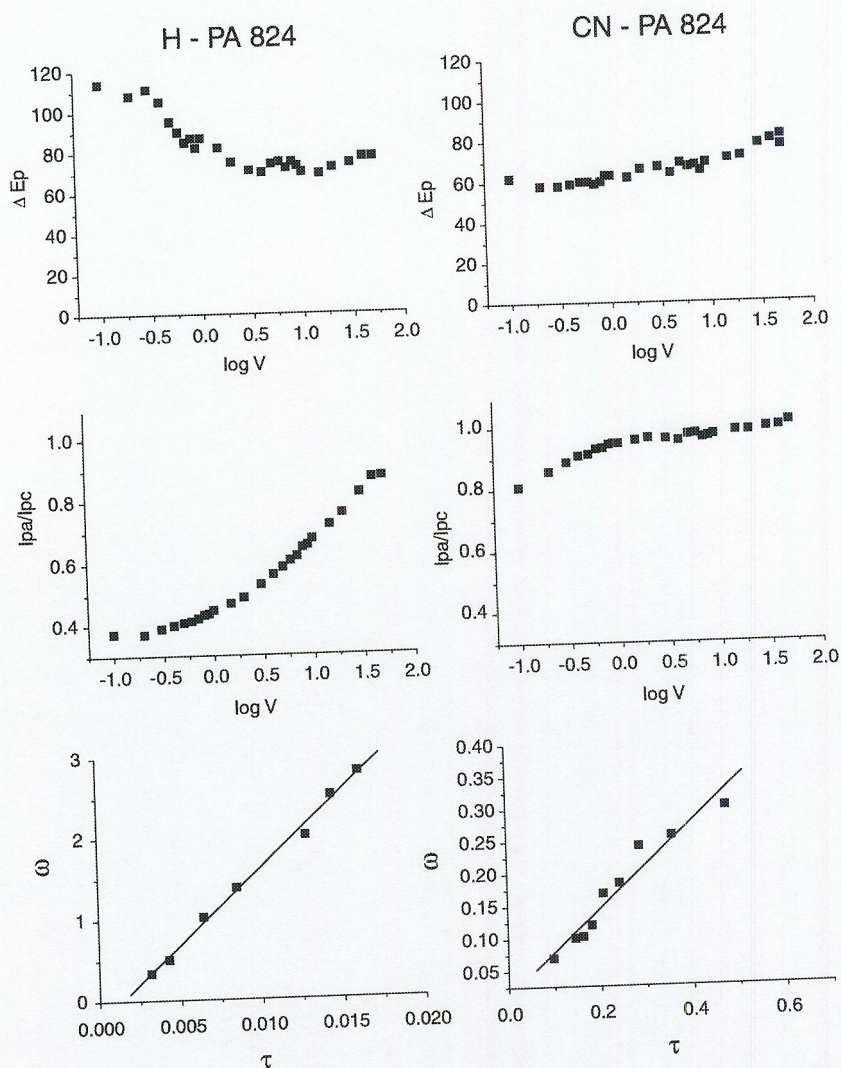 H - PA 824
CN - PA 824
120
100
80
60
40
20
0
Δ Ep
-1.0 -0.5 0.0 0.5 1.0 1.5 2.0
log V
120
100
80
60
40
20
0
Δ Ep
-1.0 -0.5 0.0 0.5 1.0 1.5 2.0
log V
1.0
0.8
0.6
0.4
Ipa/Ipc
-1.0 -0.5 0.0 0.5 1.0 1.5 2.0
log V
1.0
0.8
0.6
0.4
Ipa/Ipc
-1.0 -0.5 0.0 0.5 1.0 1.5 2.0
log V
3
2
1
0
ω
0.000 0.005 0.010 0.015 0.020
τ
0.40
0.35
0.30
0.25
0.20
0.15
0.10
0.05
ω
0.0 0.2 0.4 0.6
τ